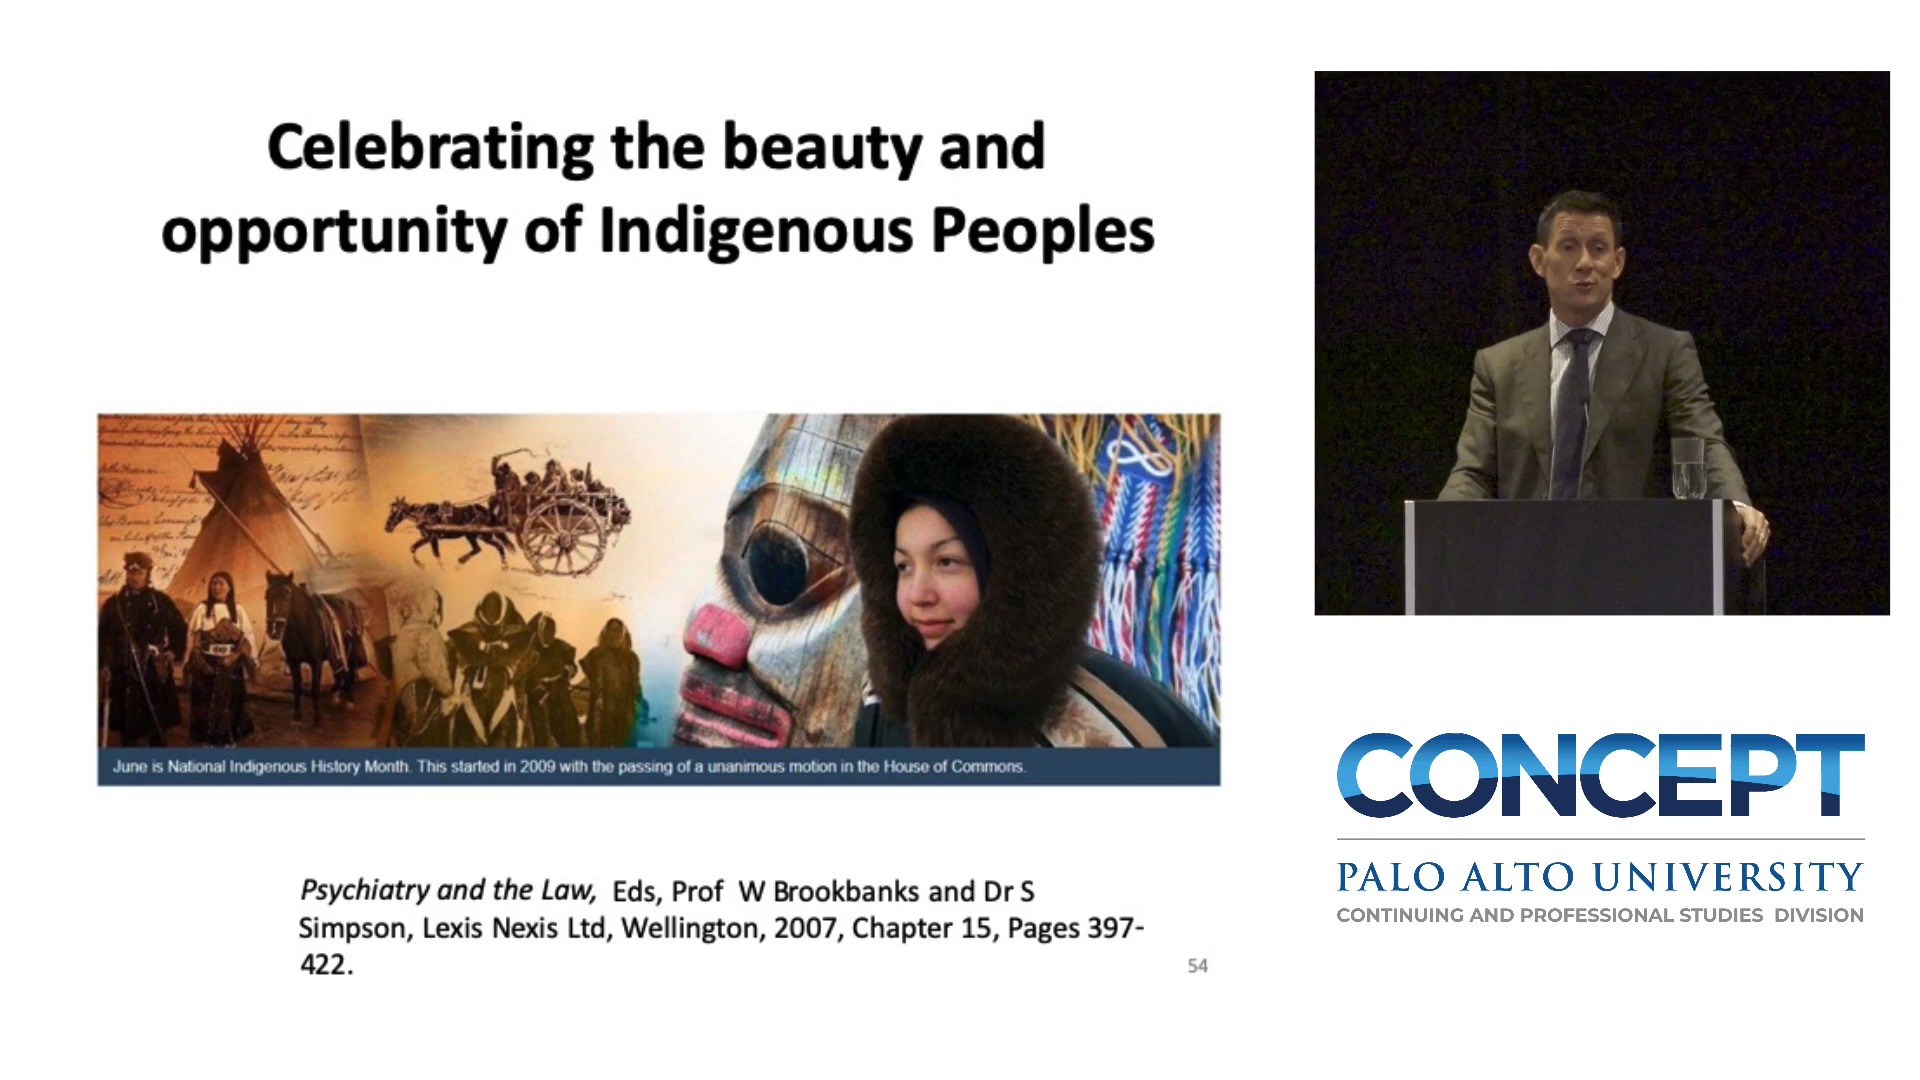 Celebrating the beauty and
opportunity of Indigenous Peoples
June is National Indigenous History Month. This started in 2009 with the passing of a unanimous motion in the House of Commons.
Psychiatry and the Law, Eds, Prof W Brookbanks and Dr S
Simpson, Lexis Nexis Ltd, Wellington, 2007, Chapter 15, Pages 397-
422.
54
CONCEPT
PALO ALTO UNIVERSITY
CONTINUING AND PROFESSIONAL STUDIES DIVISION